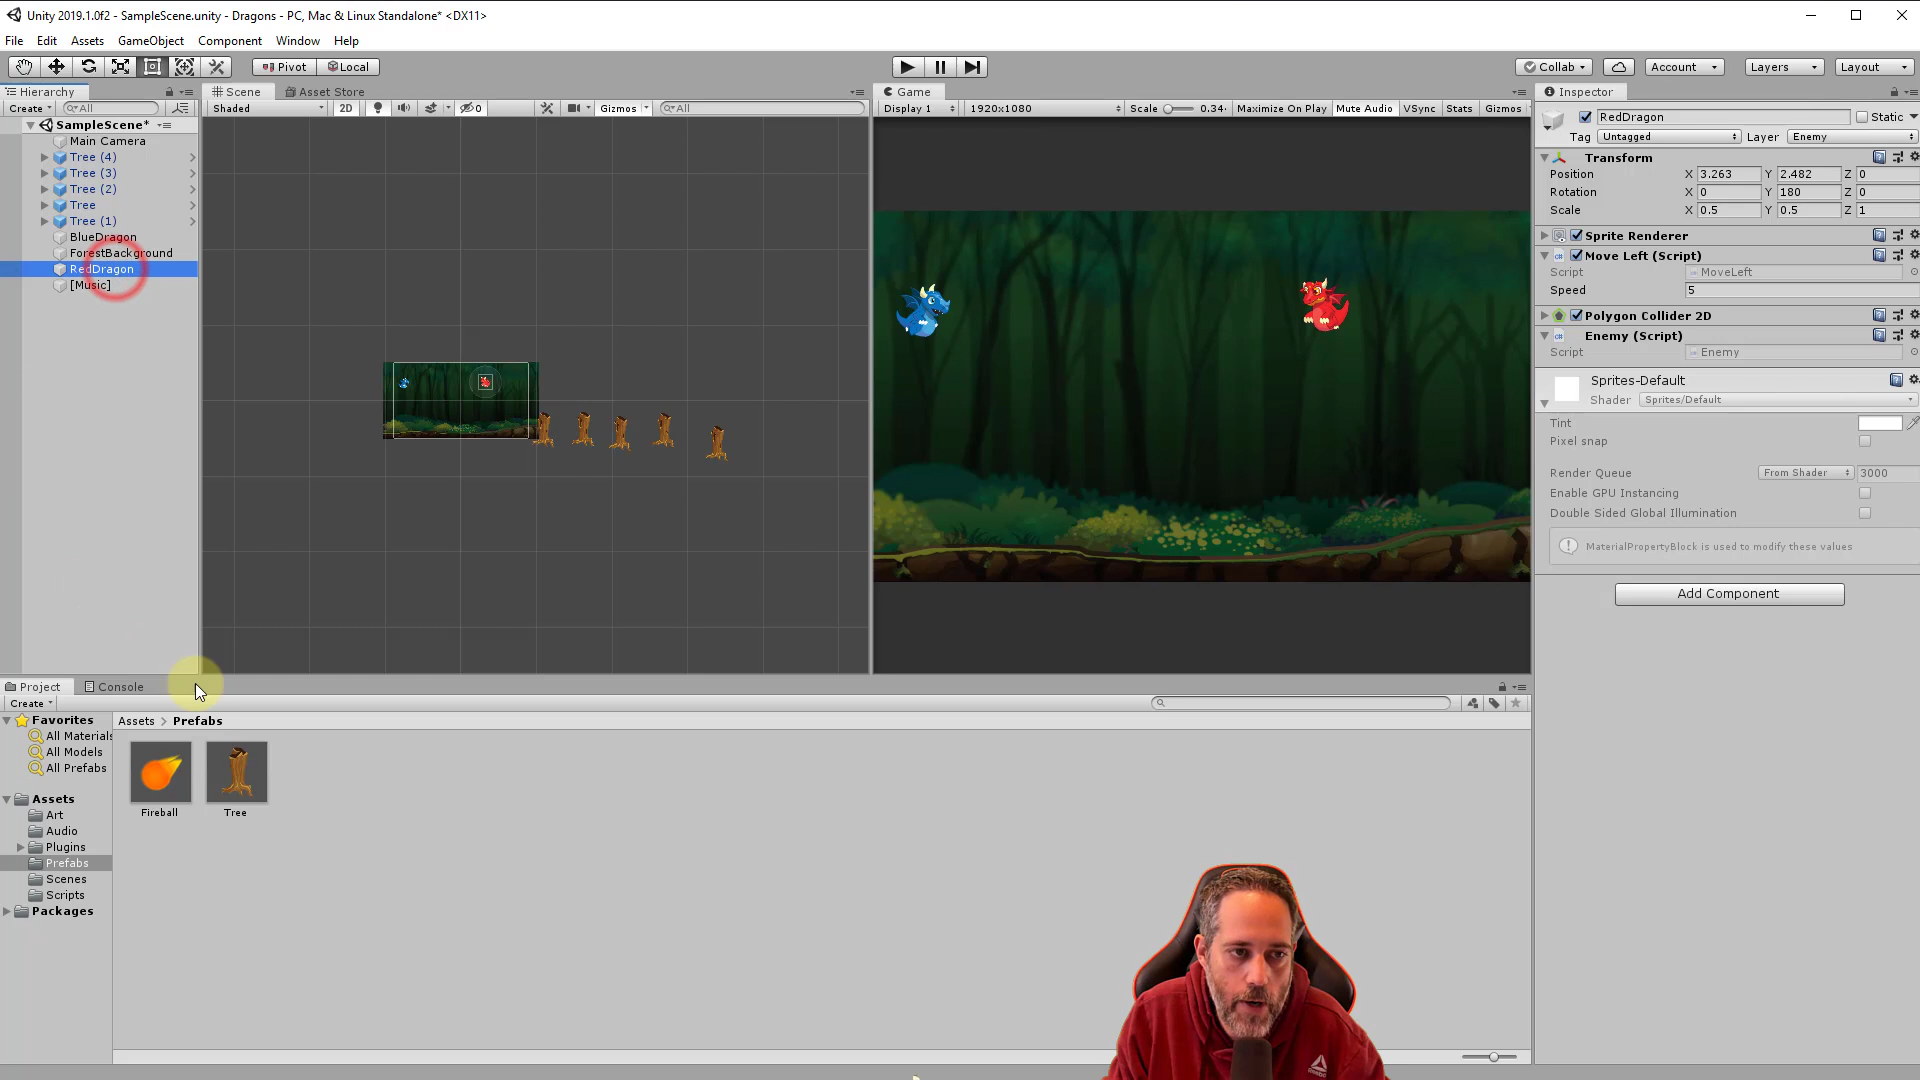 Unity 2019.1.0f2 - SampleScene.unity - Dragons - PC, Mac & Linux Standalone* <DX11>
File Edit Assets GameObject Component Window Help
Pivot Local Collab Account Layers Layout
Hierarchy Scene Asset Store Game Inspector
Create All Shaded 2D 0 Gizmos All Display 1 1920x1080 Scale 0.34 Maximize On Play Mute Audio VSync Stats Gizmos
RedDragon Static
SampleScene*
Main Camera
Tree (4)
Tree (3)
Tree (2)
Tree
Tree (1)
BlueDragon
ForestBackground
RedDragon
[Music]
Tag Untagged Layer Enemy
Transform
Position X 3.263 Y 2.482 Z 0
Rotation X 0 Y 180 Z 0
Scale X 0.5 Y 0.5 Z 1
Sprite Renderer
Move Left (Script)
Script MoveLeft
Speed 5
Polygon Collider 2D
Enemy (Script)
Script Enemy
Sprites-Default
Shader Sprites/Default
Tint
Pixel snap
Render Queue From Shader 3000
Enable GPU Instancing
Double Sided Global Illumination
MaterialPropertyBlock is used to modify these values
Add Component
Project Console
Create
Favorites
All Materials
All Models
All Prefabs
Assets
Art
Audio
Plugins
Prefabs
Scenes
Scripts
Packages
Assets > Prefabs
Fireball Tree